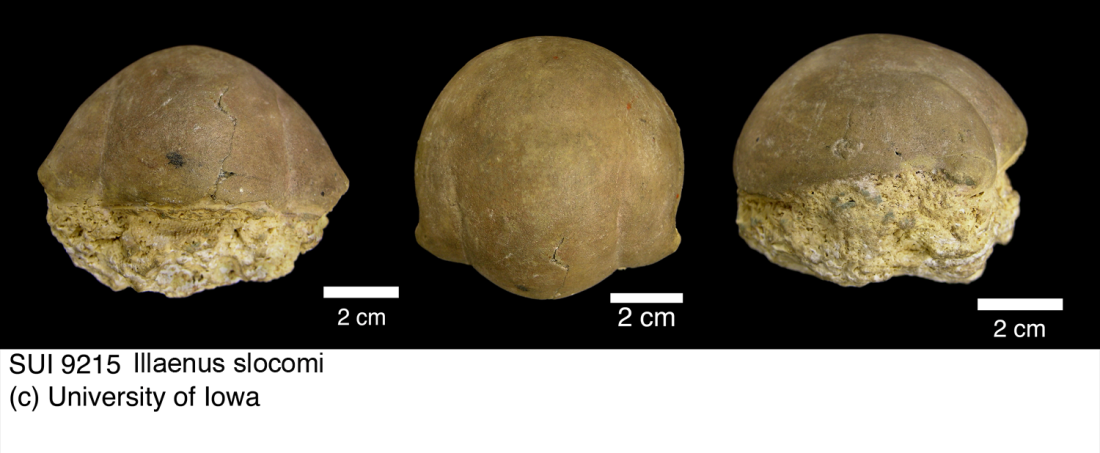 2 cm
2 cm
2 cm
SUI 9215 Illaenus slocomi
(c) University of Iowa